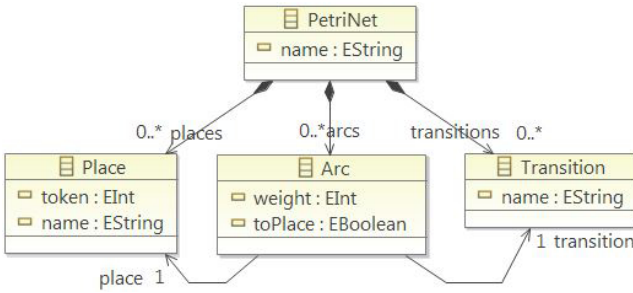 PetriNet
name : EString
0..* places
0..*arcs
transitions 0..*
Place
token : EInt
name : EString
Arc
weight : EInt
toPlace : EBoolean
Transition
name : EString
place 1
1 transition